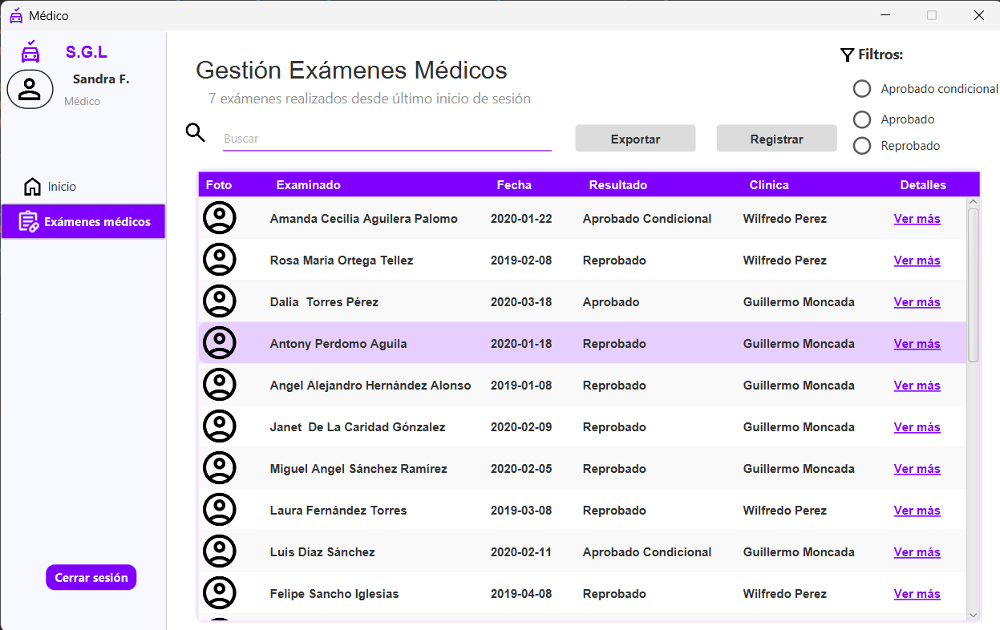 Médico
S.G.L
Sandra F.
Médico
Inicio
Exámenes médicos
Cerrar sesión
Gestión Exámenes Médicos
7 exámenes realizados desde último inicio de sesión
Buscar
Exportar
Registrar
Filtros:
Aprobado condicional
Aprobado
Reprobado
Foto Examinado Fecha Resultado Clinica Detalles
Amanda Cecilia Aguilera Palomo 2020-01-22 Aprobado Condicional Wilfredo Perez Ver más
Rosa Maria Ortega Tellez 2019-02-08 Reprobado Wilfredo Perez Ver más
Dalia  Torres Pérez 2020-03-18 Aprobado Guillermo Moncada Ver más
Antony Perdomo Aguila 2020-01-18 Reprobado Guillermo Moncada Ver más
Angel Alejandro Hernández Alonso 2019-01-08 Reprobado Guillermo Moncada Ver más
Janet  De La Caridad Gónzalez 2020-02-09 Reprobado Guillermo Moncada Ver más
Miguel Angel Sánchez Ramírez 2020-02-05 Reprobado Guillermo Moncada Ver más
Laura Fernández Torres 2019-03-08 Reprobado Wilfredo Perez Ver más
Luis Díaz Sánchez 2020-02-11 Aprobado Condicional Guillermo Moncada Ver más
Felipe Sancho Iglesias 2019-04-08 Reprobado Wilfredo Perez Ver más